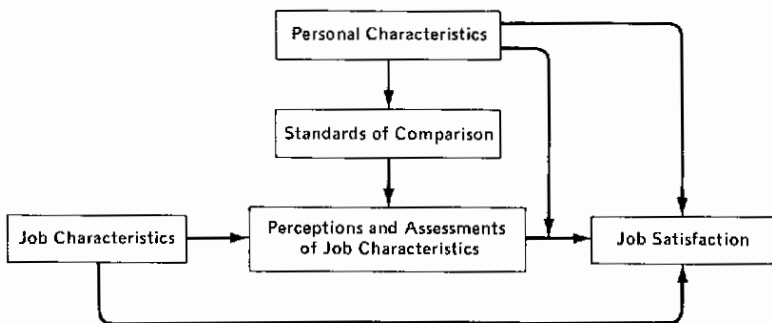 Personal Characteristics
Standards of Comparison
Job Characteristics
Perceptions and Assessments
of Job Characteristics
Job Satisfaction